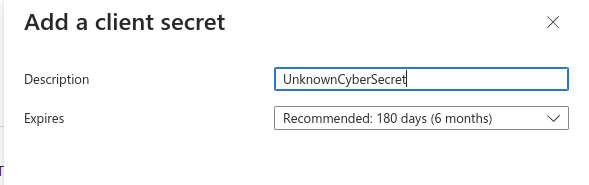 Add a client secret
Description
UnknownCyberSecret
Expires
Recommended: 180 days (6 months)